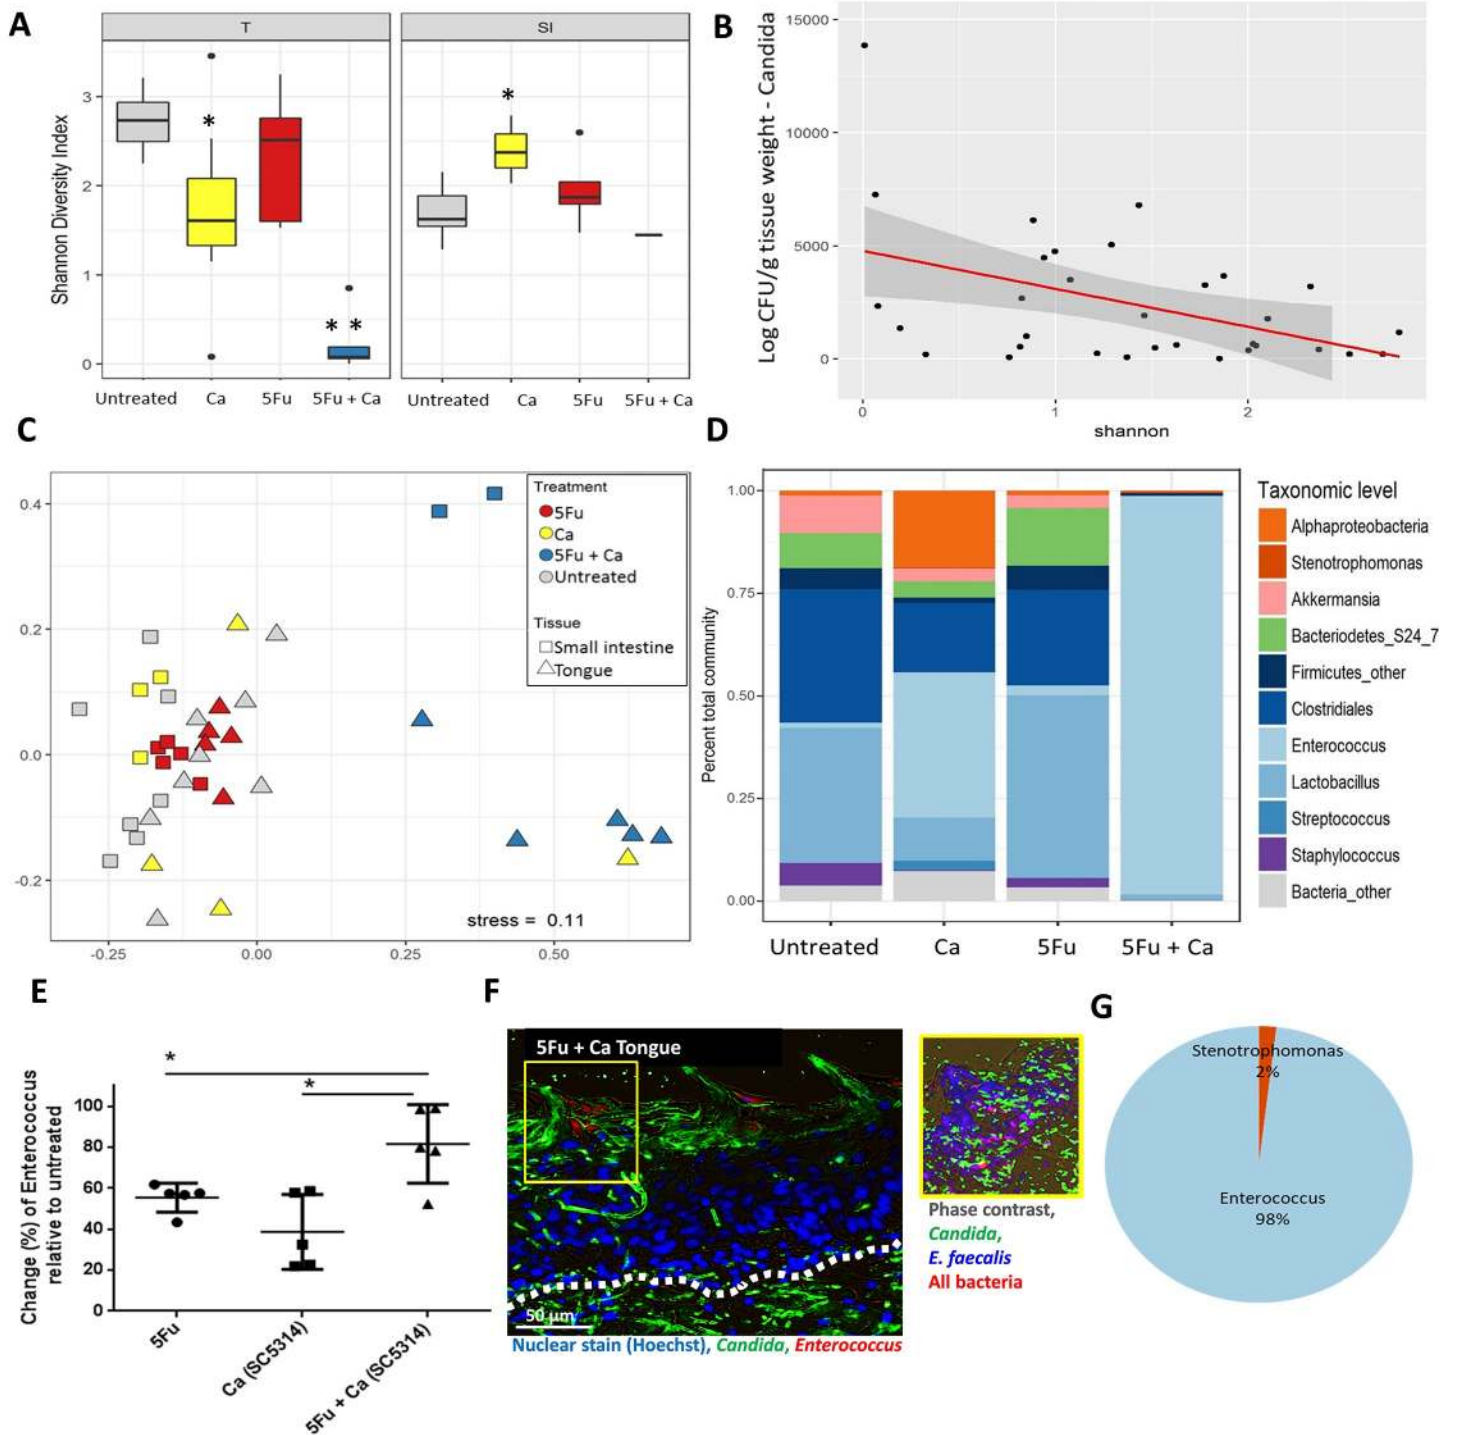 A
T
SI
Shannon Diversity Index
3
2
1
0
*
* *
*
Untreated Ca 5Fu 5Fu + Ca
Untreated Ca 5Fu 5Fu + Ca
B
Log CFU/g tissue weight - Candida
15000
10000
5000
0
0 1 2
shannon
C
0.4
0.2
0.0
-0.2
-0.25 0.00 0.25 0.50
Treatment
5Fu
Ca
5Fu + Ca
Untreated
Tissue
Small intestine
Tongue
stress = 0.11
D
Percent total community
1.00
0.75
0.50
0.25
0.00
Untreated Ca 5Fu 5Fu + Ca
Taxonomic level
Alphaproteobacteria
Stenotrophomonas
Akkermansia
Bacteriodetes_S24_7
Firmicutes_other
Clostridiales
Enterococcus
Lactobacillus
Streptococcus
Staphylococcus
Bacteria_other
E
Change (%) of Enterococcus
relative to untreated
100
80
60
40
20
0
*
*
5Fu
Ca (SC5314)
5Fu + Ca (SC5314)
F
5Fu + Ca Tongue
50 µm
Nuclear stain (Hoechst), Candida, Enterococcus
Phase contrast,
Candida,
E. faecalis
All bacteria
G
Stenotrophomonas
2%
Enterococcus
98%